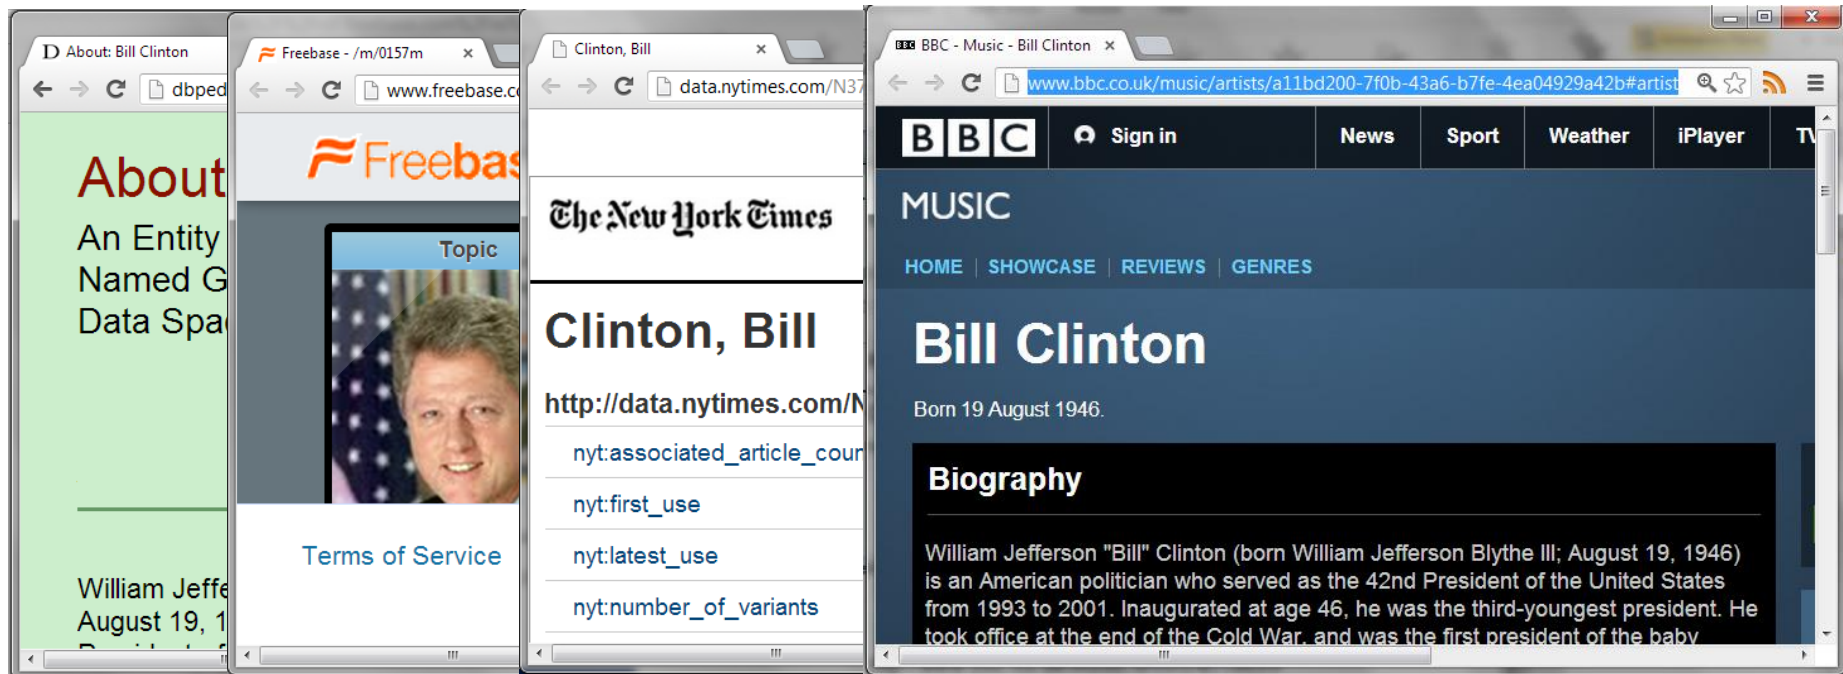 D About: Bill Clinton
dbped
About
An Entity
Named G
Data Spa
William Jeffe
August 19, 1
Freebase - /m/0157m
www.freebase.co
Freebas
Topic
Terms of Service
Clinton, Bill
data.nytimes.com/N37
The New York Times
Clinton, Bill
http://data.nytimes.com/N
nyt:associated_article_coun
nyt:first_use
nyt:latest_use
nyt:number_of_variants
BBC BBC - Music - Bill Clinton
www.bbc.co.uk/music/artists/a11bd200-7f0b-43a6-b7fe-4ea04929a42b#artist
BBC Sign in News Sport Weather iPlayer TV
MUSIC
HOME | SHOWCASE | REVIEWS | GENRES
Bill Clinton
Born 19 August 1946.
Biography
William Jefferson "Bill" Clinton (born William Jefferson Blythe III; August 19, 1946)
is an American politician who served as the 42nd President of the United States
from 1993 to 2001. Inaugurated at age 46, he was the third-youngest president. He
took office at the end of the Cold War, and was the first president of the baby